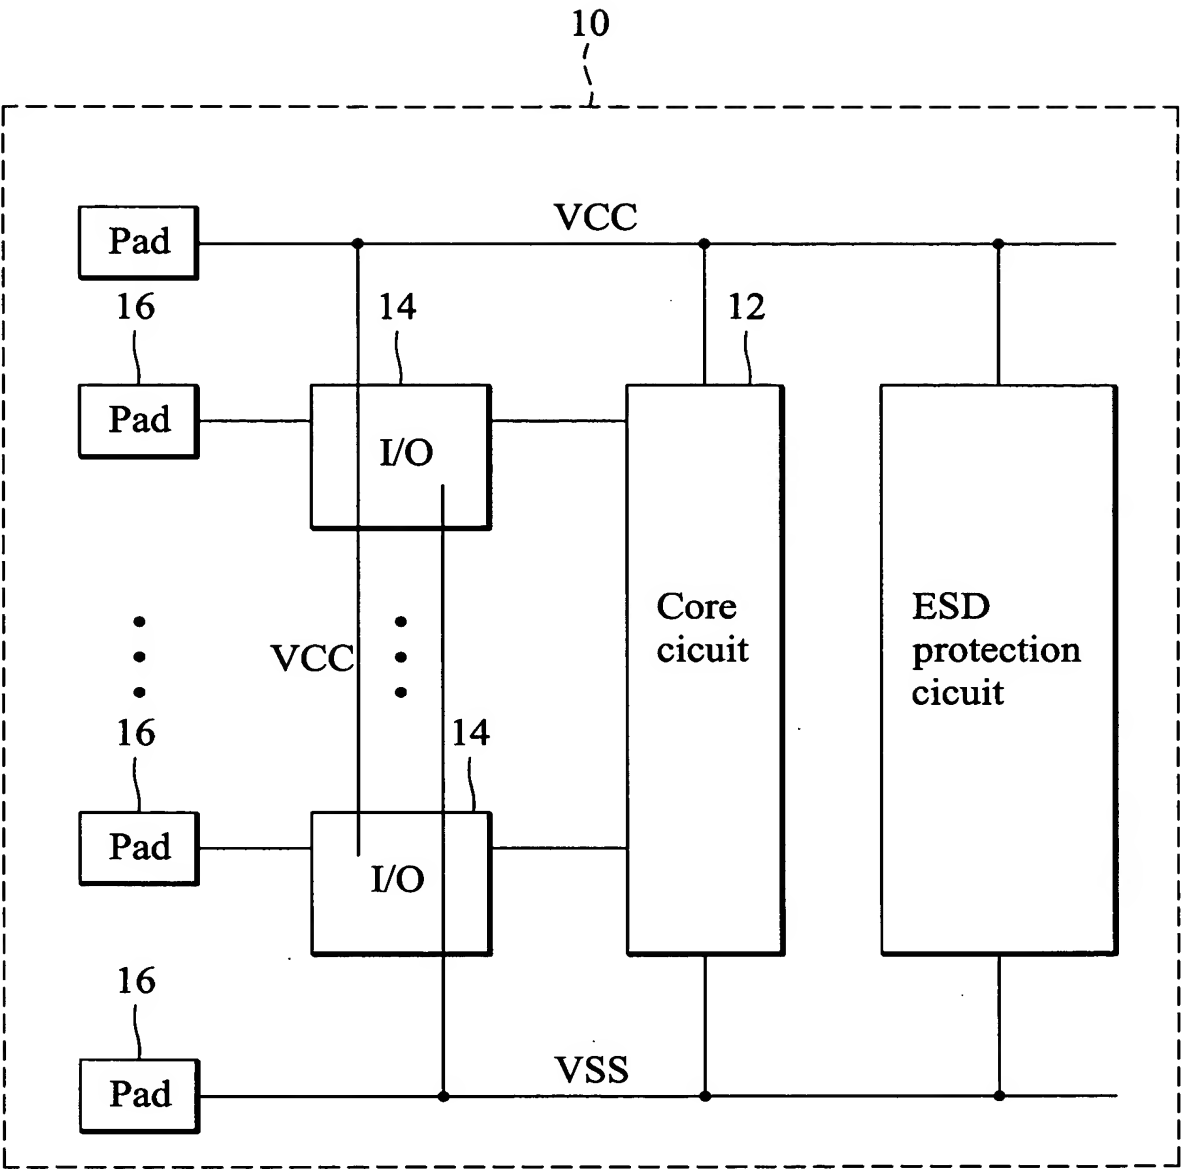 10
VCC
Pad
16
14
12
Pad
I/O
Core
cicuit
ESD
protection
cicuit
VCC
16
14
Pad
I/O
16
VSS
Pad